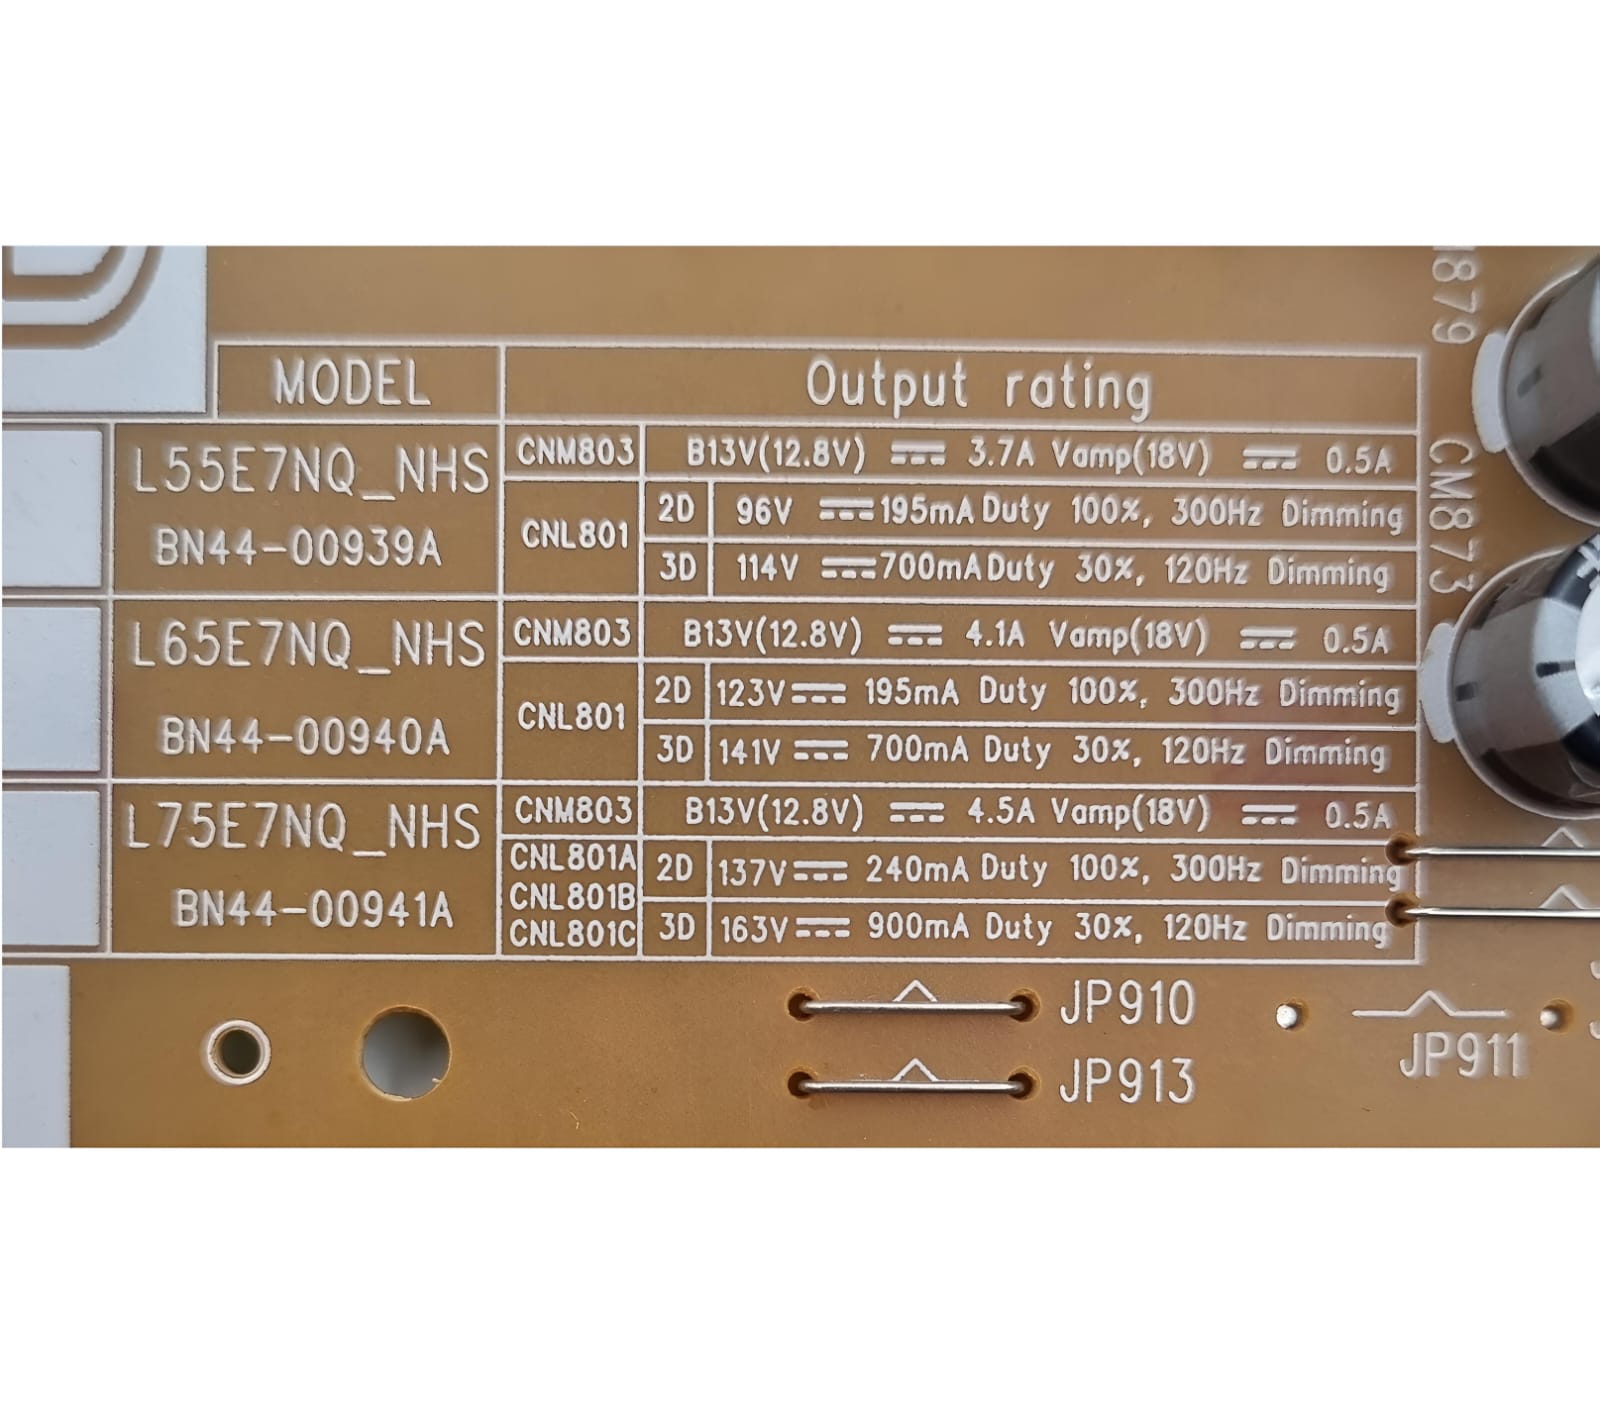 MODEL Output rating
L55E7NQ_NHS
BN44-00939A
CNM803 B13V(12.8V) 3.7A Vamp(18V) 0.5A
CNL801
2D 96V 195mA Duty 100%, 300Hz Dimming
3D 114V 700mA Duty 30%, 120Hz Dimming
L65E7NQ_NHS
BN44-00940A
CNM803 B13V(12.8V) 4.1A Vamp(18V) 0.5A
CNL801
2D 123V 195mA Duty 100%, 300Hz Dimming
3D 141V 700mA Duty 30%, 120Hz Dimming
L75E7NQ_NHS
BN44-00941A
CNM803 B13V(12.8V) 4.5A Vamp(18V) 0.5A
CNL801A
CNL801B
CNL801C
2D 137V 240mA Duty 100%, 300Hz Dimming
3D 163V 900mA Duty 30%, 120Hz Dimming
CM873
JP910
JP911
JP913